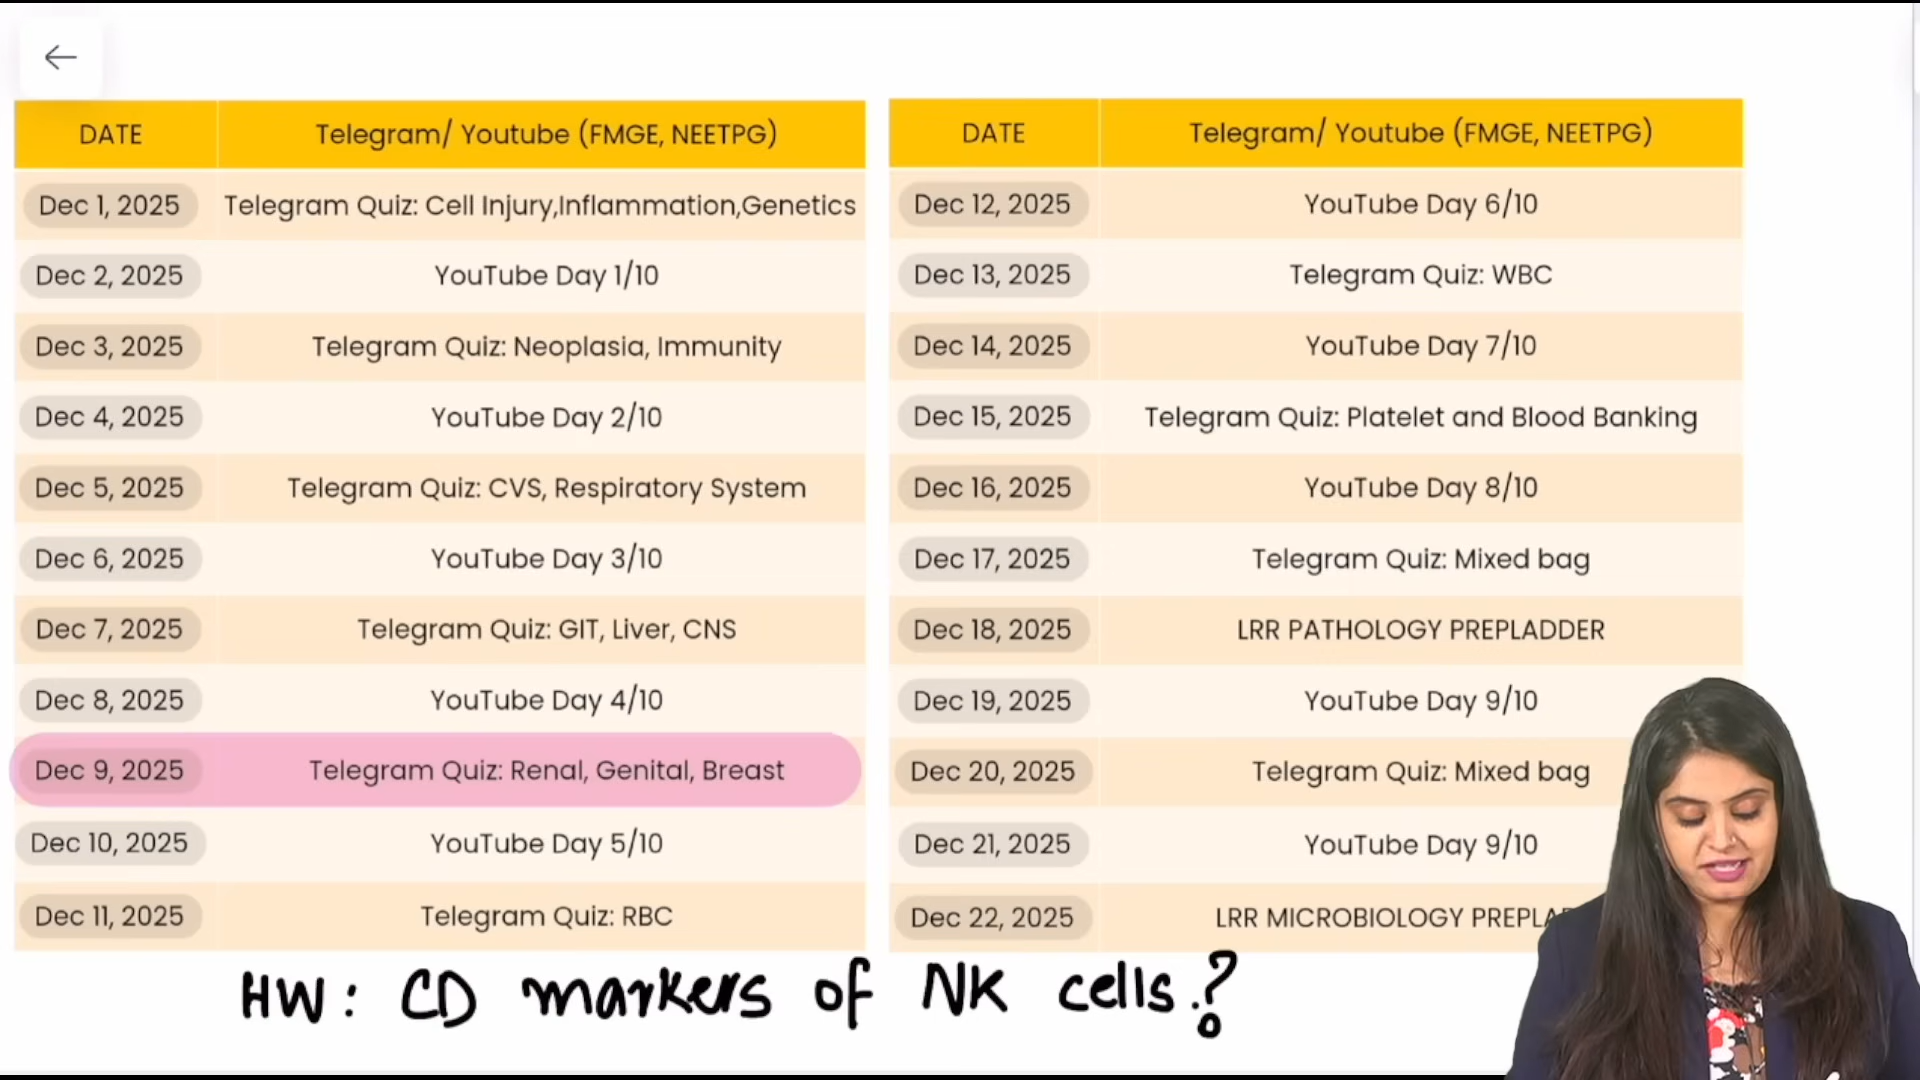 DATE Telegram/ Youtube (FMGE, NEETPG)
Dec 1, 2025 Telegram Quiz: Cell Injury,Inflammation,Genetics
Dec 2, 2025 YouTube Day 1/10
Dec 3, 2025 Telegram Quiz: Neoplasia, Immunity
Dec 4, 2025 YouTube Day 2/10
Dec 5, 2025 Telegram Quiz: CVS, Respiratory System
Dec 6, 2025 YouTube Day 3/10
Dec 7, 2025 Telegram Quiz: GIT, Liver, CNS
Dec 8, 2025 YouTube Day 4/10
Dec 9, 2025 Telegram Quiz: Renal, Genital, Breast
Dec 10, 2025 YouTube Day 5/10
Dec 11, 2025 Telegram Quiz: RBC
DATE Telegram/ Youtube (FMGE, NEETPG)
Dec 12, 2025 YouTube Day 6/10
Dec 13, 2025 Telegram Quiz: WBC
Dec 14, 2025 YouTube Day 7/10
Dec 15, 2025 Telegram Quiz: Platelet and Blood Banking
Dec 16, 2025 YouTube Day 8/10
Dec 17, 2025 Telegram Quiz: Mixed bag
Dec 18, 2025 LRR PATHOLOGY PREPLADDER
Dec 19, 2025 YouTube Day 9/10
Dec 20, 2025 Telegram Quiz: Mixed bag
Dec 21, 2025 YouTube Day 9/10
Dec 22, 2025 LRR MICROBIOLOGY
HW: CD markers of NK cells.?